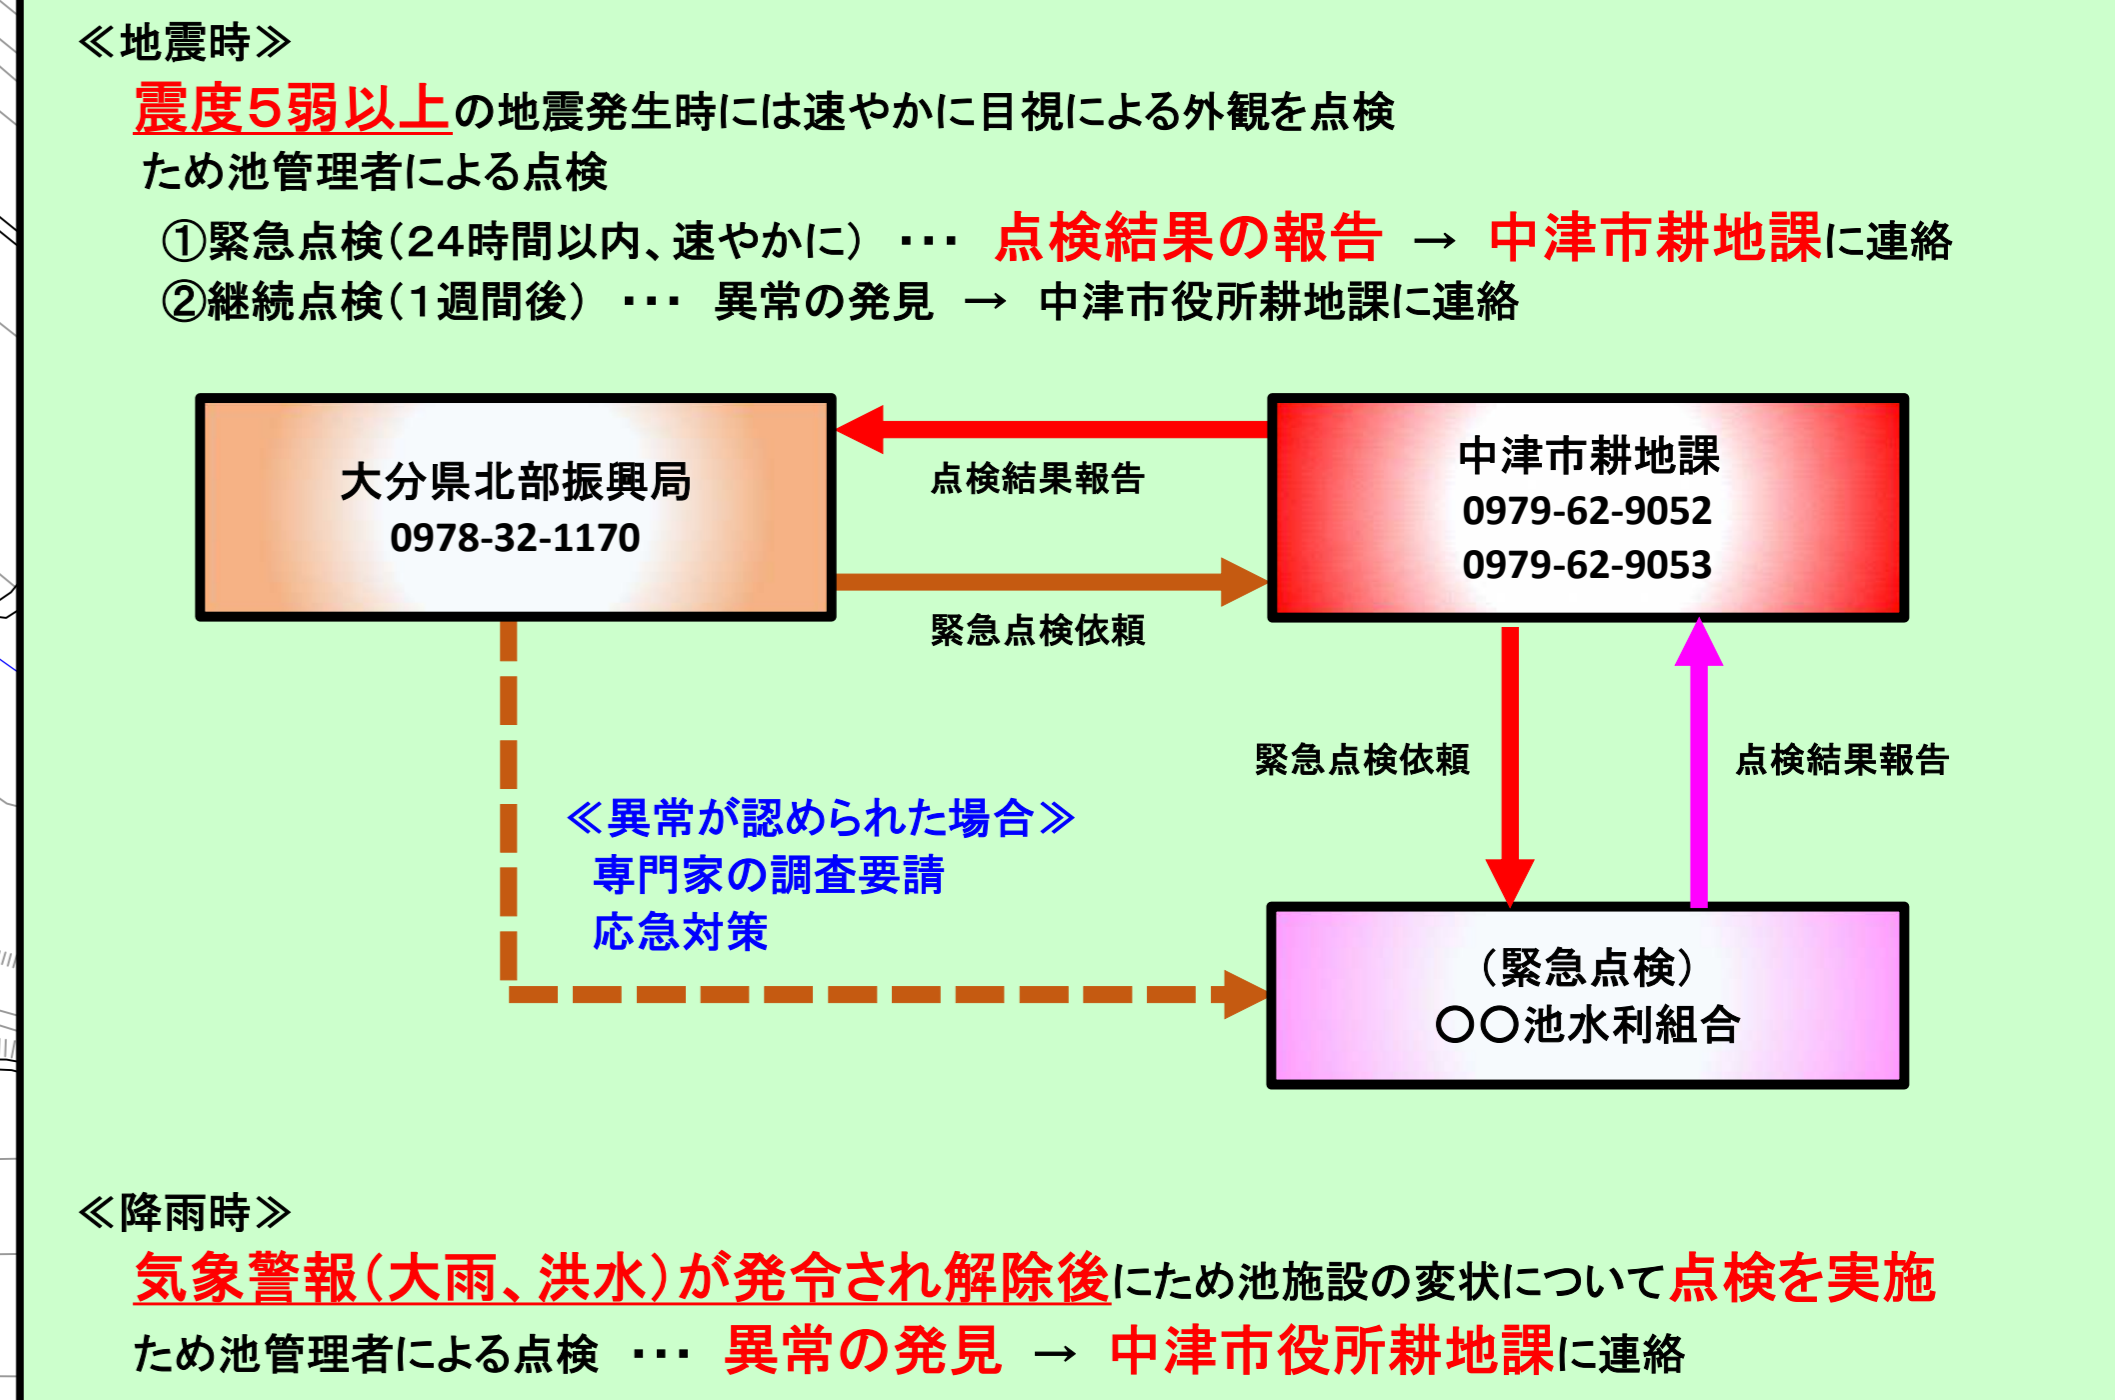 ≪地震時≫
震度5弱以上の地震発生時には速やかに目視による外観を点検
ため池管理者による点検
①緊急点検(24時間以内、速やかに) ・・・ 点検結果の報告 → 中津市耕地課に連絡
②継続点検(1週間後) ・・・ 異常の発見 → 中津市役所耕地課に連絡
大分県北部振興局
0978-32-1170
点検結果報告
緊急点検依頼
中津市耕地課
0979-62-9052
0979-62-9053
緊急点検依頼
点検結果報告
≪異常が認められた場合≫
専門家の調査要請
応急対策
(緊急点検)
〇〇池水利組合
≪降雨時≫
気象警報(大雨、洪水)が発令され解除後にため池施設の変状について点検を実施
ため池管理者による点検 ・・・ 異常の発見 → 中津市役所耕地課に連絡